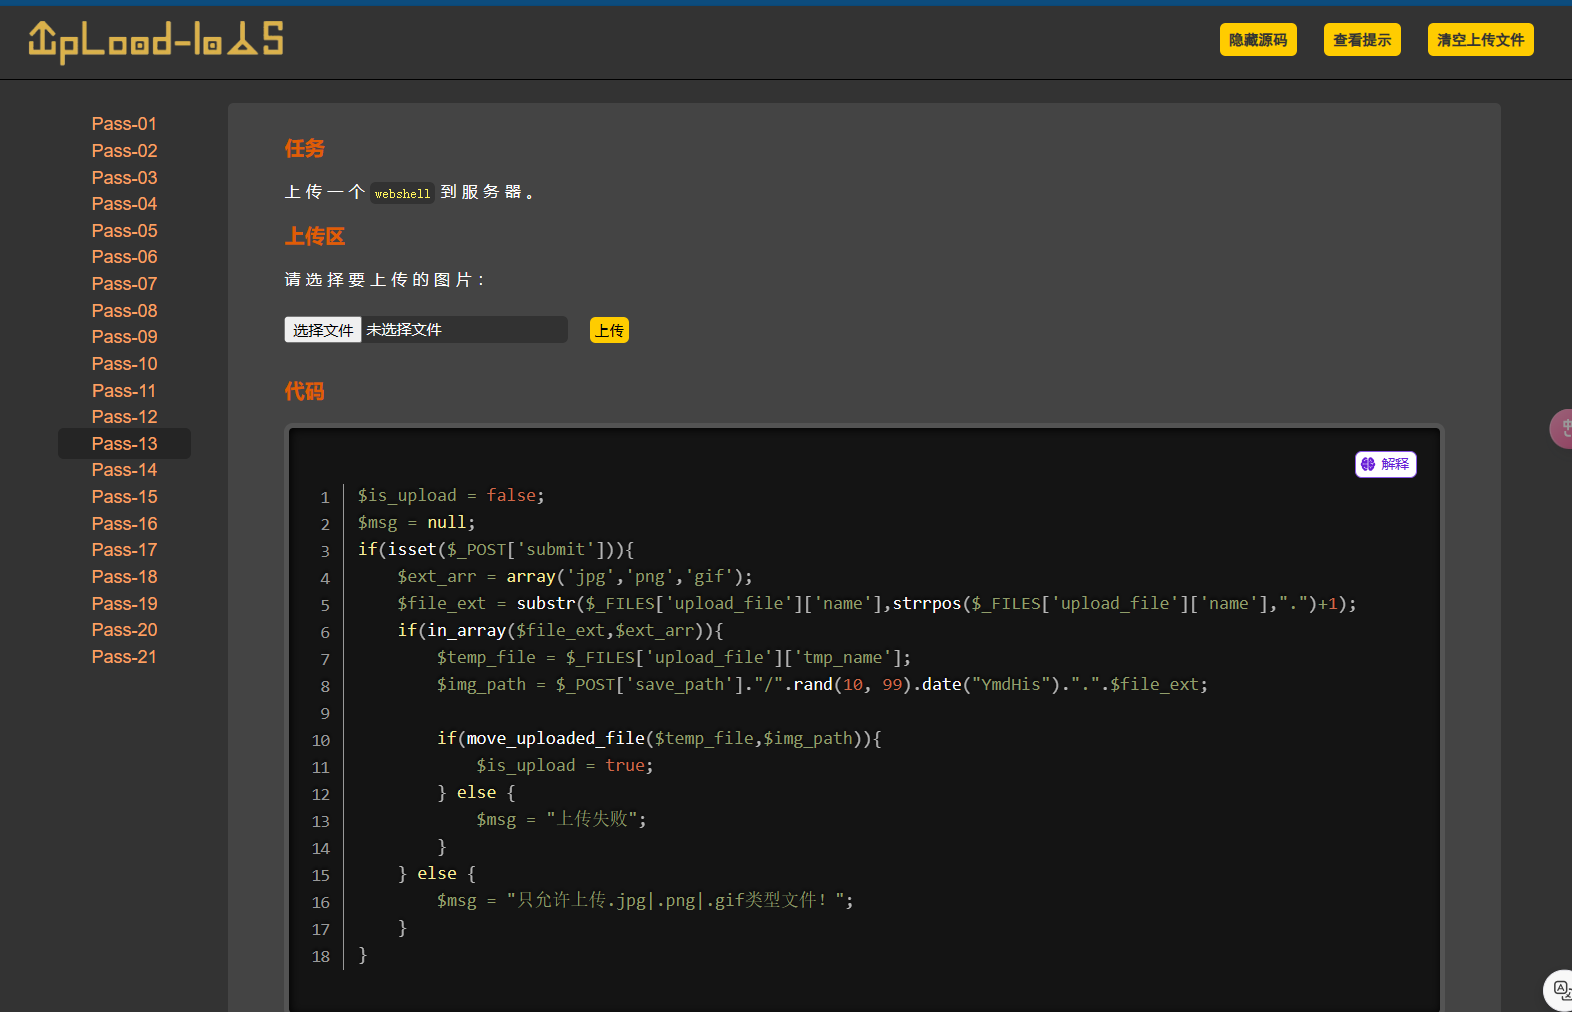 UpLoad-labs
隐藏源码
查看提示
清空上传文件
Pass-01
Pass-02
Pass-03
Pass-04
Pass-05
Pass-06
Pass-07
Pass-08
Pass-09
Pass-10
Pass-11
Pass-12
Pass-13
Pass-14
Pass-15
Pass-16
Pass-17
Pass-18
Pass-19
Pass-20
Pass-21
任务
上传一个 webshell 到服务器。
上传区
请选择要上传的图片：
选择文件 未选择文件 上传
代码
解释
1 $is_upload = false;
2 $msg = null;
3 if(isset($_POST['submit'])){
4     $ext_arr = array('jpg','png','gif');
5     $file_ext = substr($_FILES['upload_file']['name'],strrpos($_FILES['upload_file']['name'],".")+1);
6     if(in_array($file_ext,$ext_arr)){
7         $temp_file = $_FILES['upload_file']['tmp_name'];
8         $img_path = $_POST['save_path']."/".rand(10, 99).date("YmdHis").".".$file_ext;
9
10         if(move_uploaded_file($temp_file,$img_path)){
11             $is_upload = true;
12         } else {
13             $msg = "上传失败";
14         }
15     } else {
16         $msg = "只允许上传.jpg|.png|.gif类型文件！";
17     }
18 }